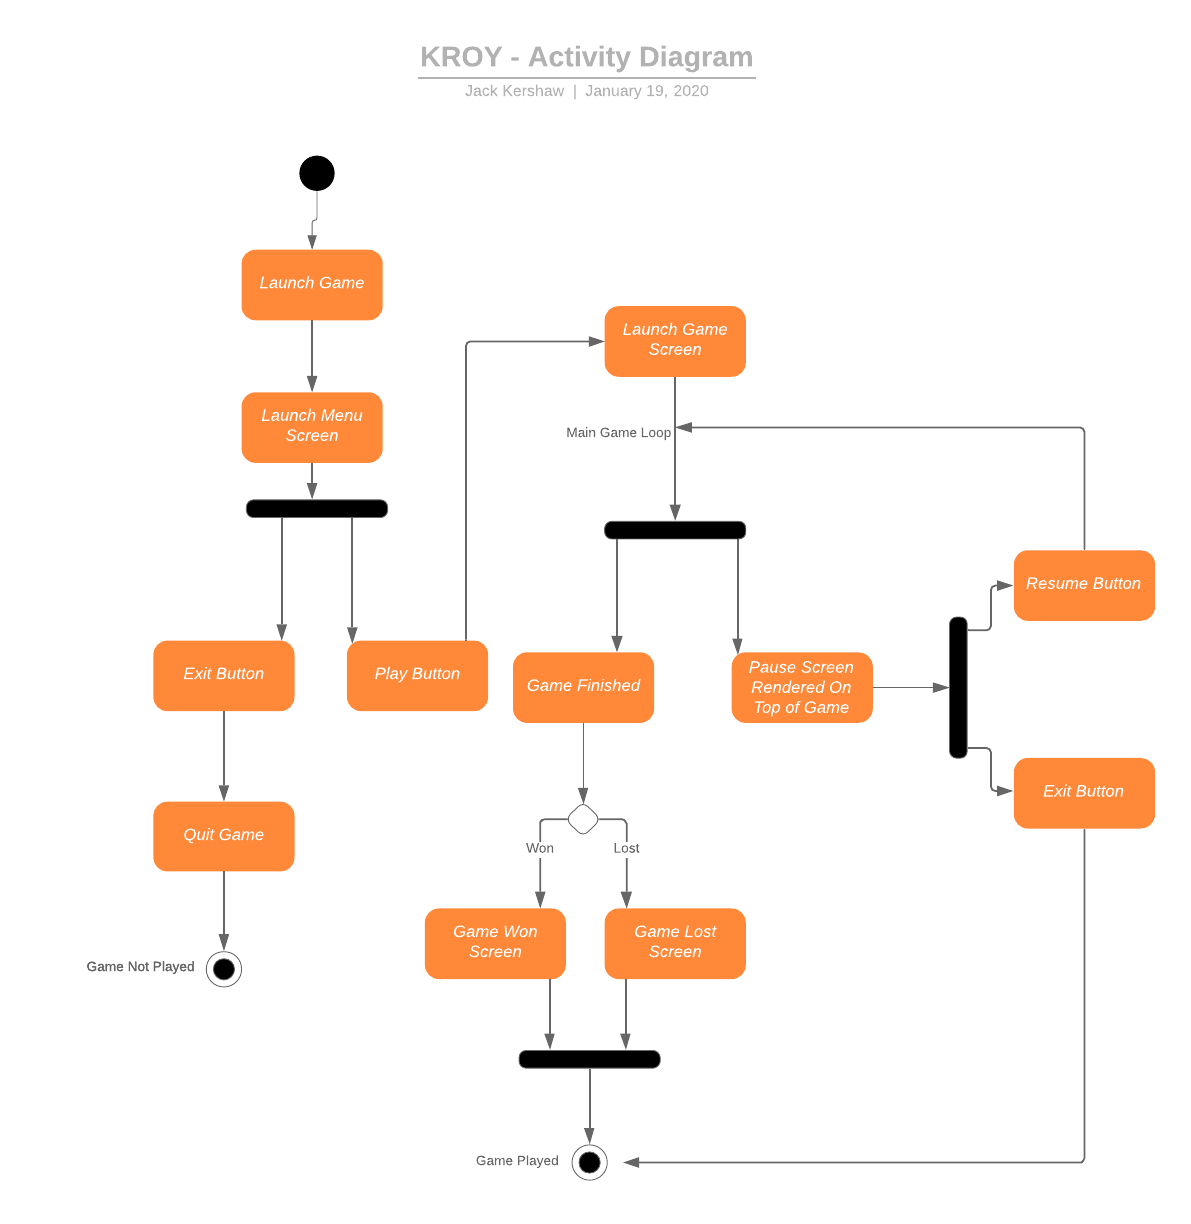 KROY - Activity Diagram
Jack Kershaw | January 19, 2020
Launch Game
Launch Menu
Screen
Exit Button
Play Button
Quit Game
Game Not Played
Launch Game
Screen
Main Game Loop
Game Finished
Pause Screen
Rendered On
Top of Game
Resume Button
Exit Button
Won
Lost
Game Won
Screen
Game Lost
Screen
Game Played